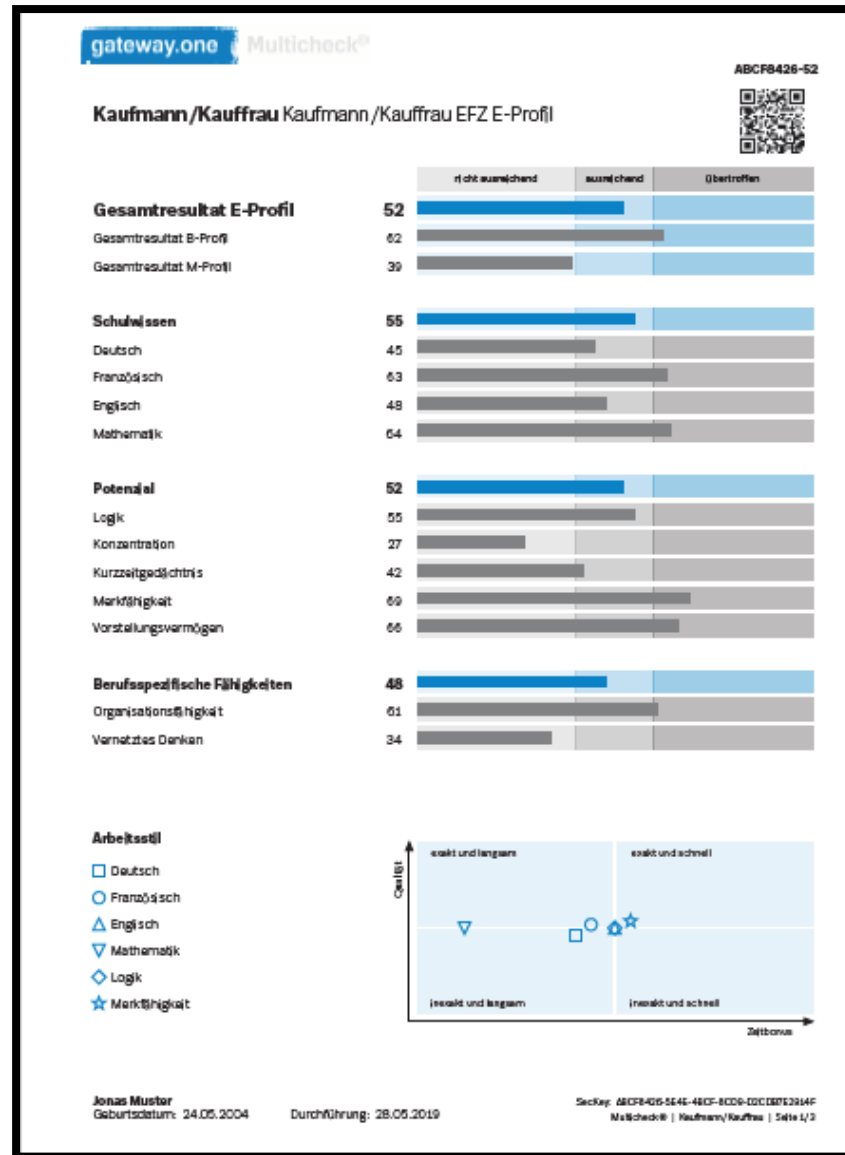 gateway.one Multicheck®
ABCF8426-52
Kaufmann/Kauffrau Kaufmann/Kauffrau EFZ E-Profil
nicht ausreichend ausreichend übertroffen
Gesamtresultat E-Profil 52
Gesamtresultat B-Profil 62
Gesamtresultat M-Profil 39
Schulwissen 55
Deutsch 45
Französisch 63
Englisch 48
Mathematik 64
Potenzial 52
Logik 55
Konzentration 27
Kurzzeitgedächtnis 42
Merkfähigkeit 69
Vorstellungsvermögen 66
Berufsspezifische Fähigkeiten 48
Organisationsfähigkeit 61
Vernetztes Denken 34
Arbeitsstil
Deutsch
Französisch
Englisch
Mathematik
Logik
Merkfähigkeit
Qualität
exakt und langsam exakt und schnell
inexakt und langsam inexakt und schnell
Zeitbonus
Jonas Muster
Geburtsdatum: 24.05.2004 Durchführung: 28.05.2019
SecKey:
Multicheck® | Kaufmann/Kauffrau | Seite 1/3